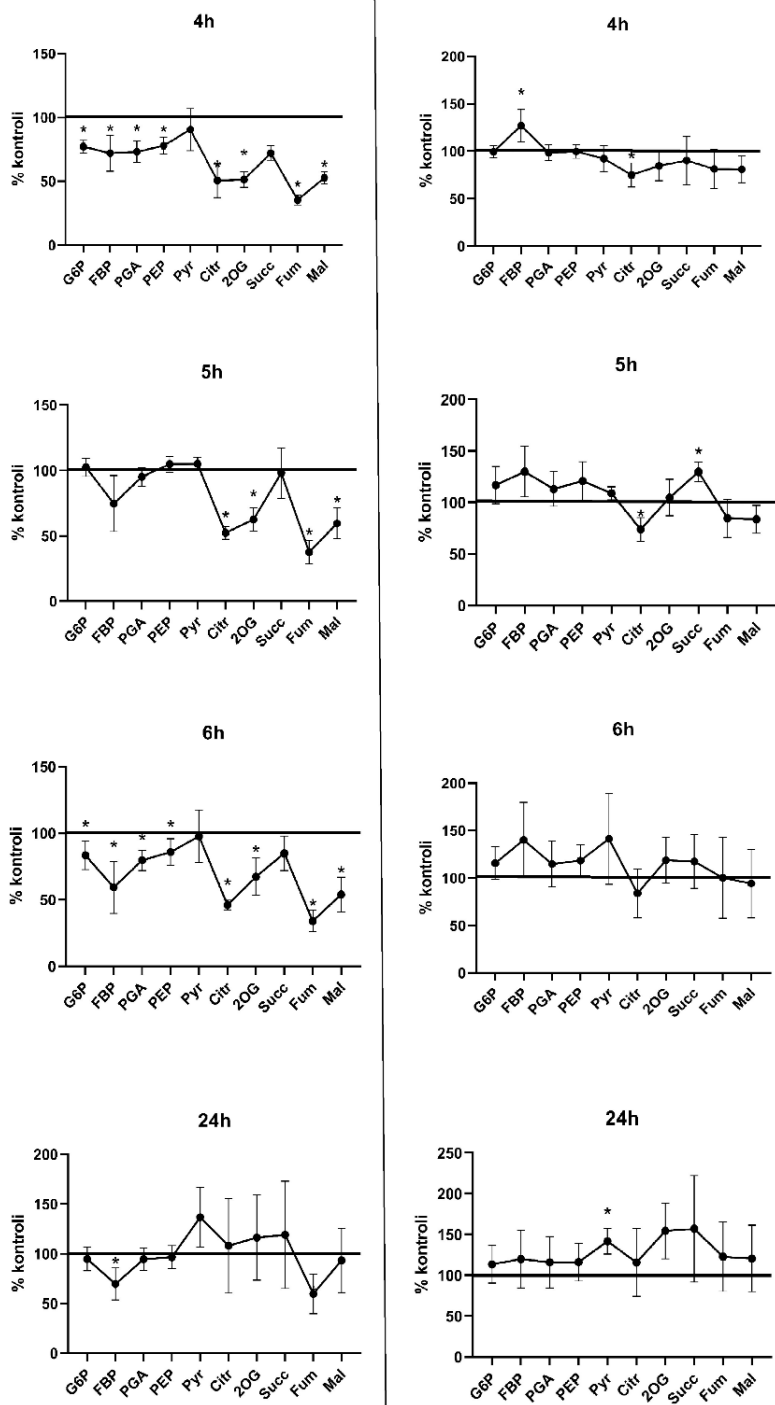 4h
% kontroli
150
100
50
0
* * * * * * * *
G6P FBP PGA PEP Pyr Citr 2OG Succ Fum Mal
4h
% kontroli
200
150
100
50
0
* *
G6P FBP PGA PEP Pyr Citr 2OG Succ Fum Mal
5h
% kontroli
150
100
50
0
* * * *
G6P FBP PGA PEP Pyr Citr 2OG Succ Fum Mal
5h
% kontroli
200
150
100
50
0
* *
G6P FBP PGA PEP Pyr Citr 2OG Succ Fum Mal
6h
% kontroli
150
100
50
0
* * * * * * * *
G6P FBP PGA PEP Pyr Citr 2OG Succ Fum Mal
6h
% kontroli
200
150
100
50
0
G6P FBP PGA PEP Pyr Citr 2OG Succ Fum Mal
24h
% kontroli
200
150
100
50
0
*
G6P FBP PGA PEP Pyr Citr 2OG Succ Fum Mal
24h
% kontroli
250
200
150
100
50
0
*
G6P FBP PGA PEP Pyr Citr 2OG Succ Fum Mal